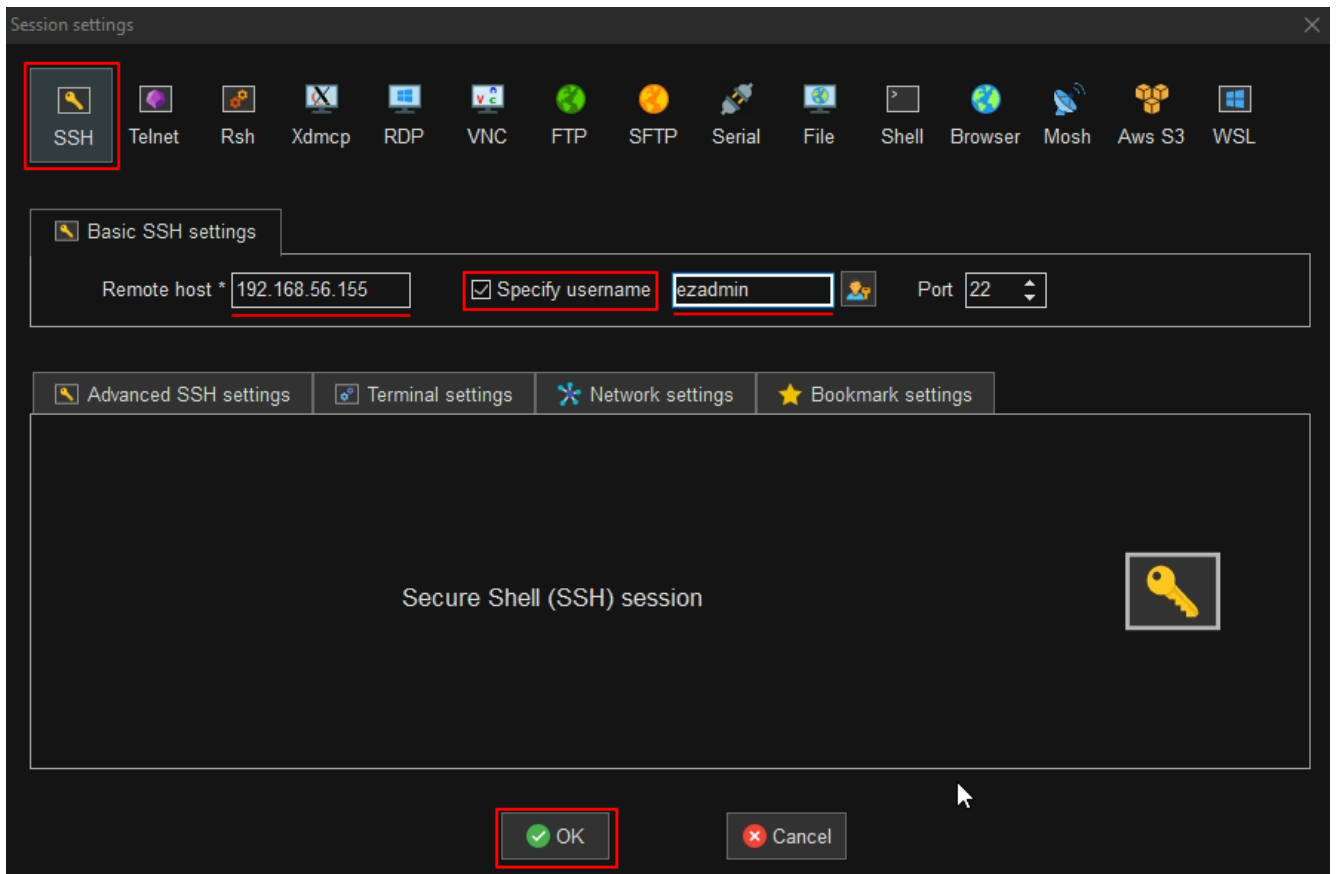 Session settings
SSH Telnet Rsh Xdmcp RDP VNC FTP SFTP Serial File Shell Browser Mosh Aws S3 WSL
Basic SSH settings
Remote host * 192.168.56.155 Specify username ezadmin Port 22
Advanced SSH settings Terminal settings Network settings Bookmark settings
Secure Shell (SSH) session
OK Cancel